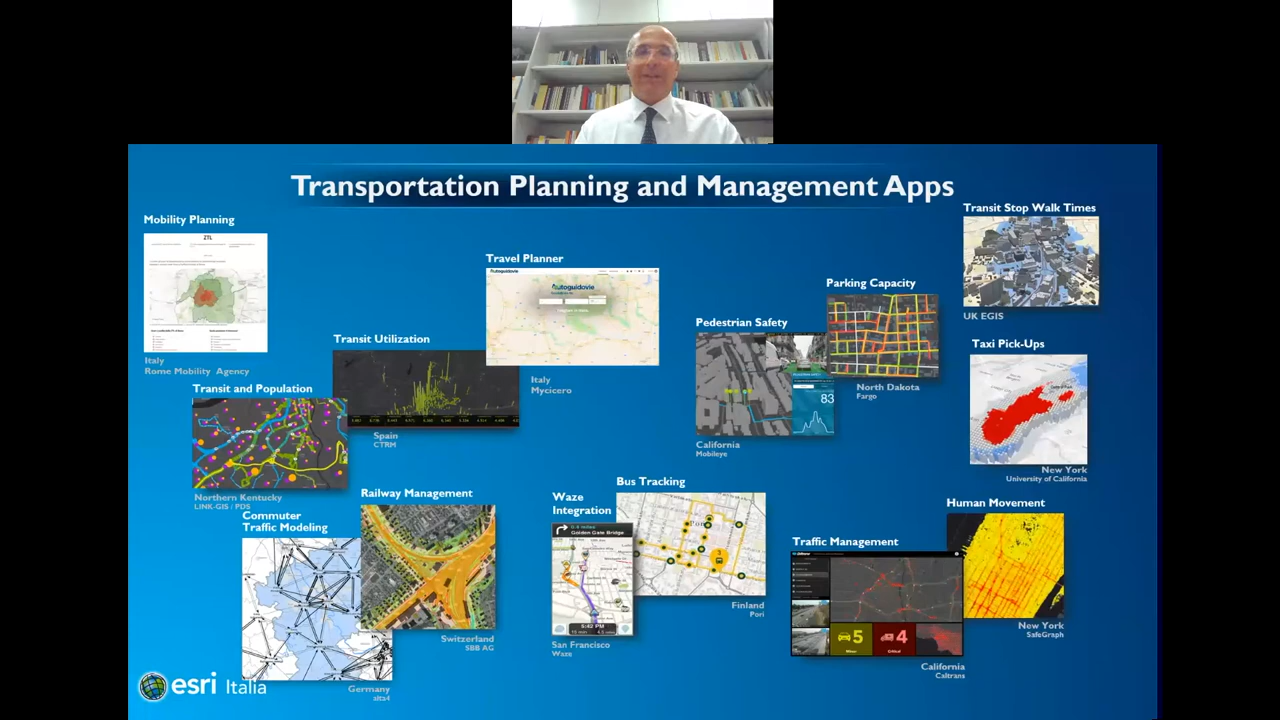 Transportation Planning and Management Apps
Mobility Planning
ZTL
Italy
Rome Mobility Agency
Transit and Population
Northern Kentucky
LINK-GIS / PDS
Transit Utilization
Spain
CTRM
Travel Planner
Autoguidovie
Autoguidovie
Italy
Mycicero
Pedestrian Safety
83
California
Mobileye
Parking Capacity
North Dakota
Fargo
Transit Stop Walk Times
UK EGIS
Taxi Pick-Ups
New York
University of California
Commuter
Traffic Modeling
Germany
alta4
Railway Management
Switzerland
SBB AG
Waze
Integration
Golden Gate Bridge
San Francisco
Waze
Bus Tracking
Pori
3
Finland
Pori
Traffic Management
5
4
California
Caltrans
Human Movement
New York
SafeGraph
esri Italia